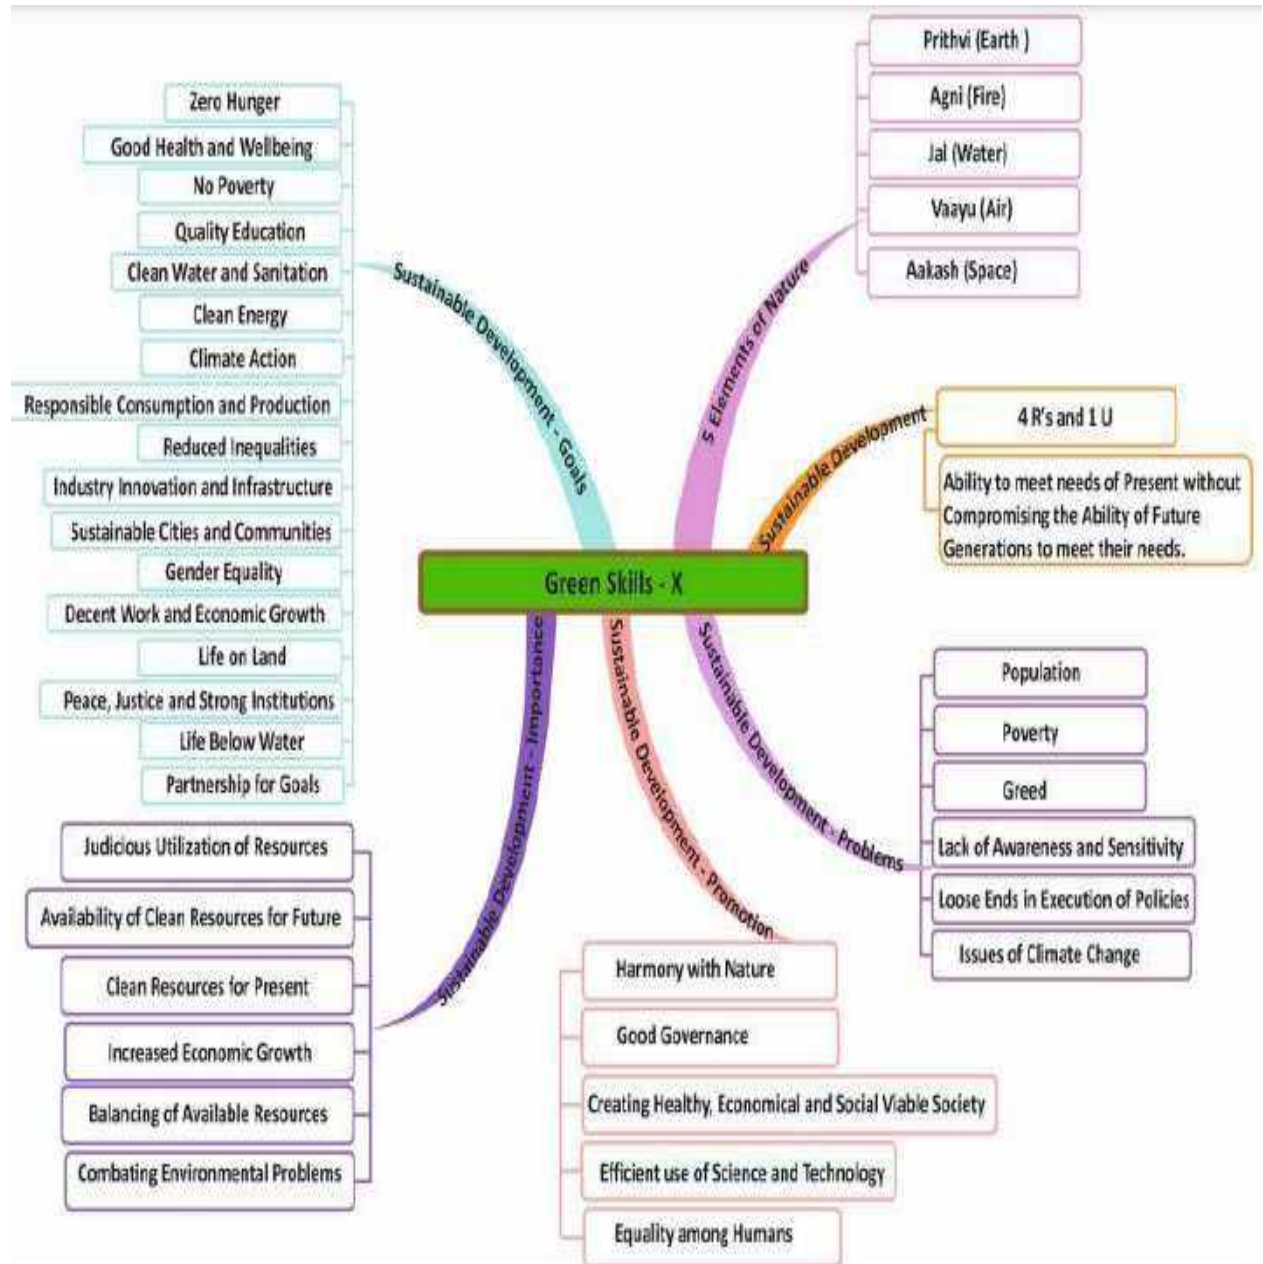 Green Skills - X
Sustainable Development - Goals
Zero Hunger
Good Health and Wellbeing
No Poverty
Quality Education
Clean Water and Sanitation
Clean Energy
Climate Action
Responsible Consumption and Production
Reduced Inequalities
Industry Innovation and Infrastructure
Sustainable Cities and Communities
Gender Equality
Decent Work and Economic Growth
Life on Land
Peace, Justice and Strong Institutions
Life Below Water
Partnership for Goals
5 Elements of Nature
Prithvi (Earth )
Agni (Fire)
Jal (Water)
Vaayu (Air)
Aakash (Space)
Sustainable Development
4 R's and 1 U
Ability to meet needs of Present without
Compromising the Ability of Future
Generations to meet their needs.
Sustainable Development - Problems
Population
Poverty
Greed
Lack of Awareness and Sensitivity
Loose Ends in Execution of Policies
Issues of Climate Change
Sustainable Development - Promotion
Harmony with Nature
Good Governance
Creating Healthy, Economical and Social Viable Society
Efficient use of Science and Technology
Equality among Humans
Sustainable Development - Importance
Judicious Utilization of Resources
Availability of Clean Resources for Future
Clean Resources for Present
Increased Economic Growth
Balancing of Available Resources
Combating Environmental Problems